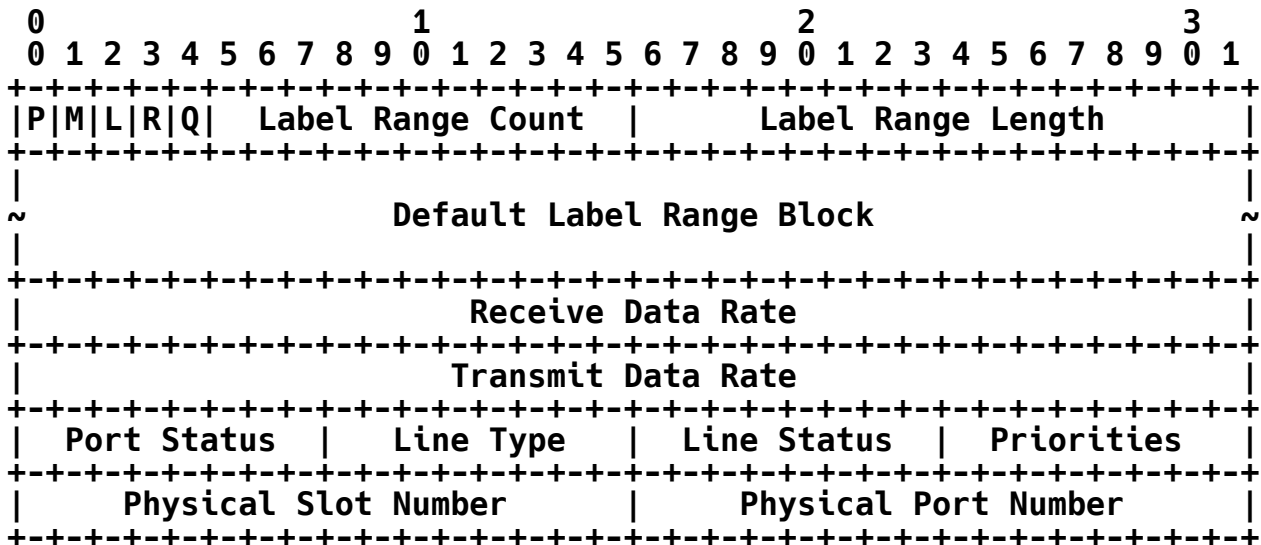 0                   1                   2                   3
 0 1 2 3 4 5 6 7 8 9 0 1 2 3 4 5 6 7 8 9 0 1 2 3 4 5 6 7 8 9 0 1
+-+-+-+-+-+-+-+-+-+-+-+-+-+-+-+-+-+-+-+-+-+-+-+-+-+-+-+-+-+-+-+-+
|P|M|L|R|Q|  Label Range Count  |      Label Range Length       |
+-+-+-+-+-+-+-+-+-+-+-+-+-+-+-+-+-+-+-+-+-+-+-+-+-+-+-+-+-+-+-+-+
|                                                               |
~                   Default Label Range Block                   ~
|                                                               |
+-+-+-+-+-+-+-+-+-+-+-+-+-+-+-+-+-+-+-+-+-+-+-+-+-+-+-+-+-+-+-+-+
|                       Receive Data Rate                       |
+-+-+-+-+-+-+-+-+-+-+-+-+-+-+-+-+-+-+-+-+-+-+-+-+-+-+-+-+-+-+-+-+
|                      Transmit Data Rate                       |
+-+-+-+-+-+-+-+-+-+-+-+-+-+-+-+-+-+-+-+-+-+-+-+-+-+-+-+-+-+-+-+-+
|  Port Status  |   Line Type   |  Line Status  |  Priorities   |
+-+-+-+-+-+-+-+-+-+-+-+-+-+-+-+-+-+-+-+-+-+-+-+-+-+-+-+-+-+-+-+-+
|     Physical Slot Number      |     Physical Port Number      |
+-+-+-+-+-+-+-+-+-+-+-+-+-+-+-+-+-+-+-+-+-+-+-+-+-+-+-+-+-+-+-+-+